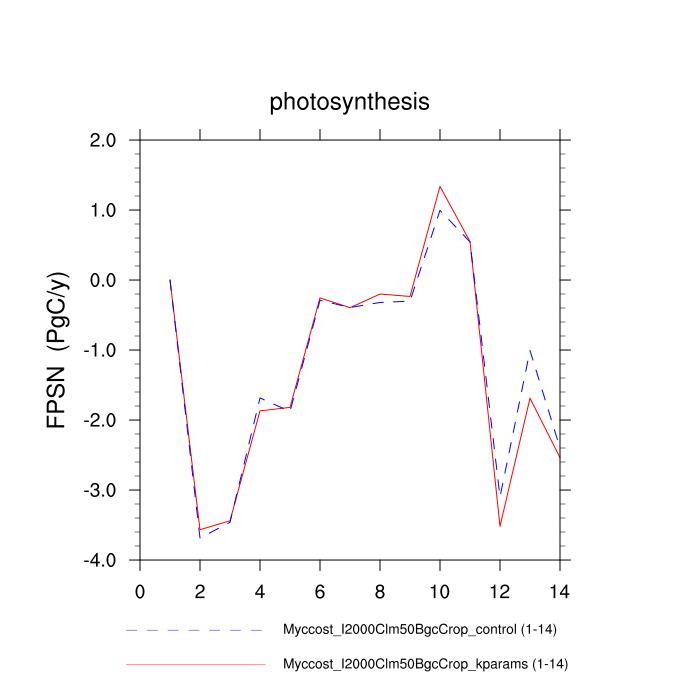 photosynthesis
FPSN (PgC/y)
2.0
1.0
0.0
-1.0
-2.0
-3.0
-4.0
0 2 4 6 8 10 12 14
Myccost_I2000Clm50BgcCrop_control (1-14)
Myccost_I2000Clm50BgcCrop_kparams (1-14)